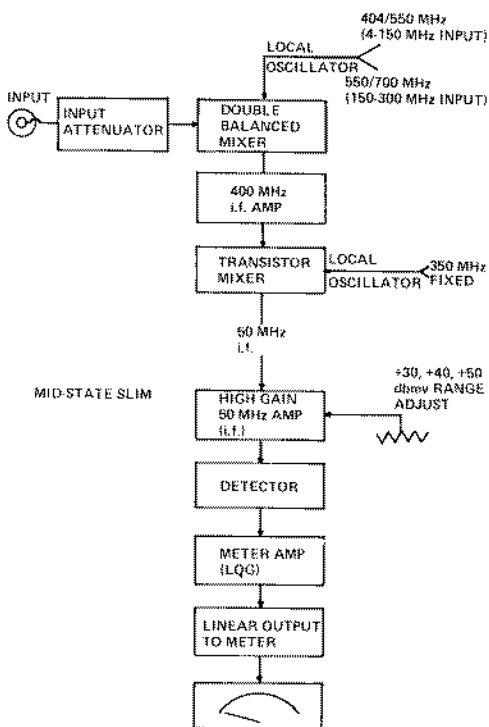 404/550 MHz
(4-150 MHz INPUT)
LOCAL
OSCILLATOR
550/700 MHz
(150-300 MHz INPUT)
INPUT
INPUT
ATTENUATOR
DOUBLE
BALANCED
MIXER
400 MHz
i.f. AMP
TRANSISTOR
MIXER
LOCAL
OSCILLATOR
350 MHz
FIXED
50 MHz
i.f.
MID-STATE SLIM
+30, +40, +50
dbmv RANGE
ADJUST
HIGH GAIN
50 MHz AMP
(i.f.)
DETECTOR
METER AMP
(LOG)
LINEAR OUTPUT
TO METER